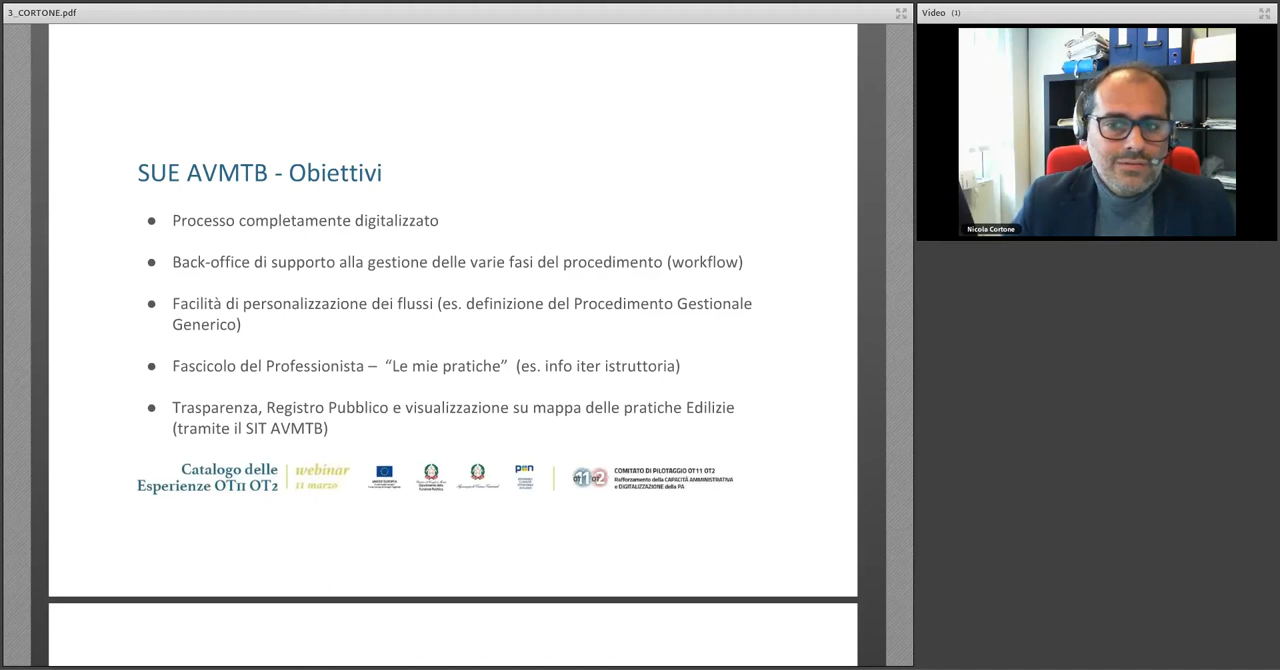 3_CORTONE.pdf
Video (1)
Nicola Cortone
SUE AVMTB - Obiettivi
● Processo completamente digitalizzato
● Back-office di supporto alla gestione delle varie fasi del procedimento (workflow)
● Facilità di personalizzazione dei flussi (es. definizione del Procedimento Gestionale
Generico)
● Fascicolo del Professionista – “Le mie pratiche” (es. info iter istruttoria)
● Trasparenza, Registro Pubblico e visualizzazione su mappa delle pratiche Edilizie
(tramite il SIT AVMTB)
Catalogo delle
Esperienze OT11 OT2
webinar
11 marzo
pon
OT11 OT2
COMITATO DI PILOTAGGIO OT11 OT2
Rafforzamento della CAPACITÀ AMMINISTRATIVA
e DIGITALIZZAZIONE della PA